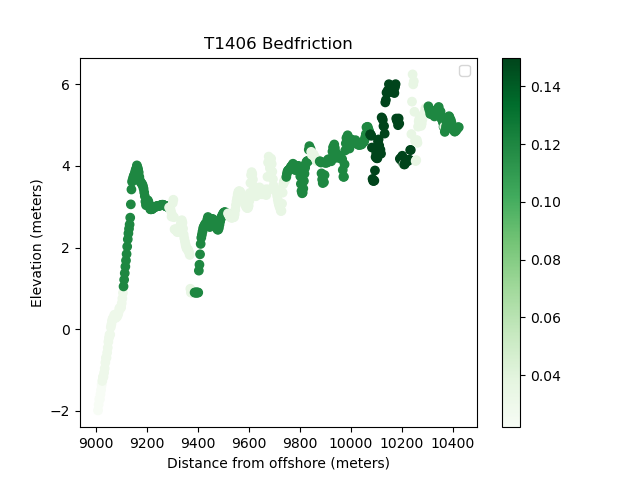 T1406 Bedfriction
6
4
2
0
−2
Elevation (meters)
9000 9200 9400 9600 9800 10000 10200 10400
Distance from offshore (meters)
0.14
0.12
0.10
0.08
0.06
0.04